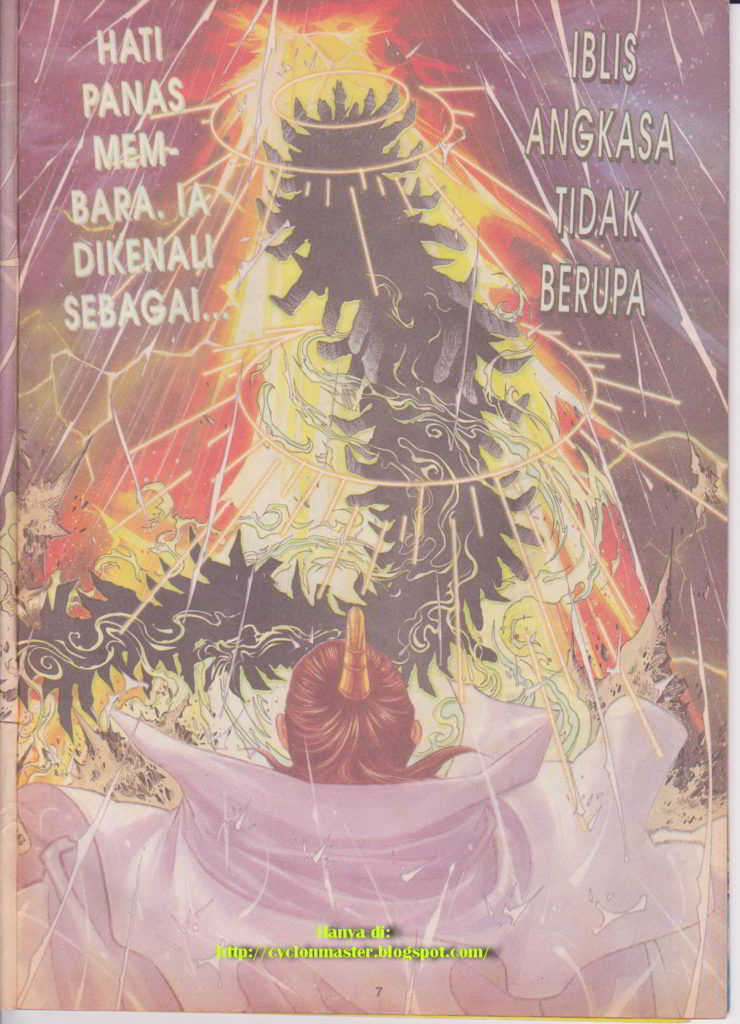 HATI
PANAS
MEM-
BARA. IA
DIKENALI
SEBAGAI...
IBLIS
ANGKASA
TIDAK
BERUPA
Hanya di:
http://cyclonmaster.blogspot.com/
7